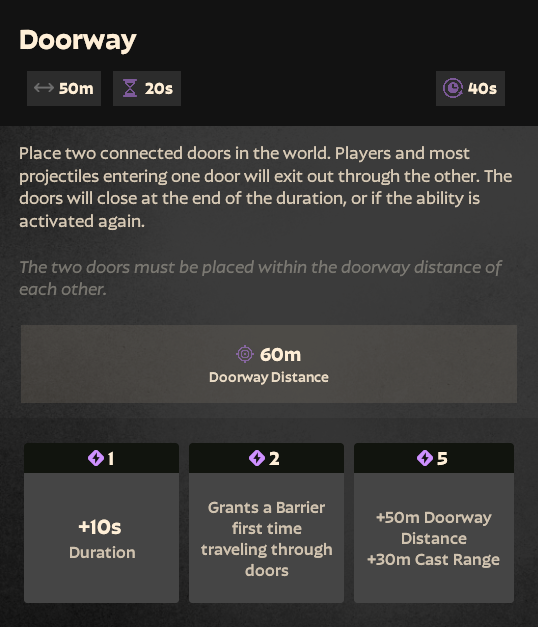 Doorway
50m 20s 40s
Place two connected doors in the world. Players and most
projectiles entering one door will exit out through the other. The
doors will close at the end of the duration, or if the ability is
activated again.
The two doors must be placed within the doorway distance of
each other.
60m
Doorway Distance
1
+10s
Duration
2
Grants a Barrier
first time
traveling through
doors
5
+50m Doorway
Distance
+30m Cast Range